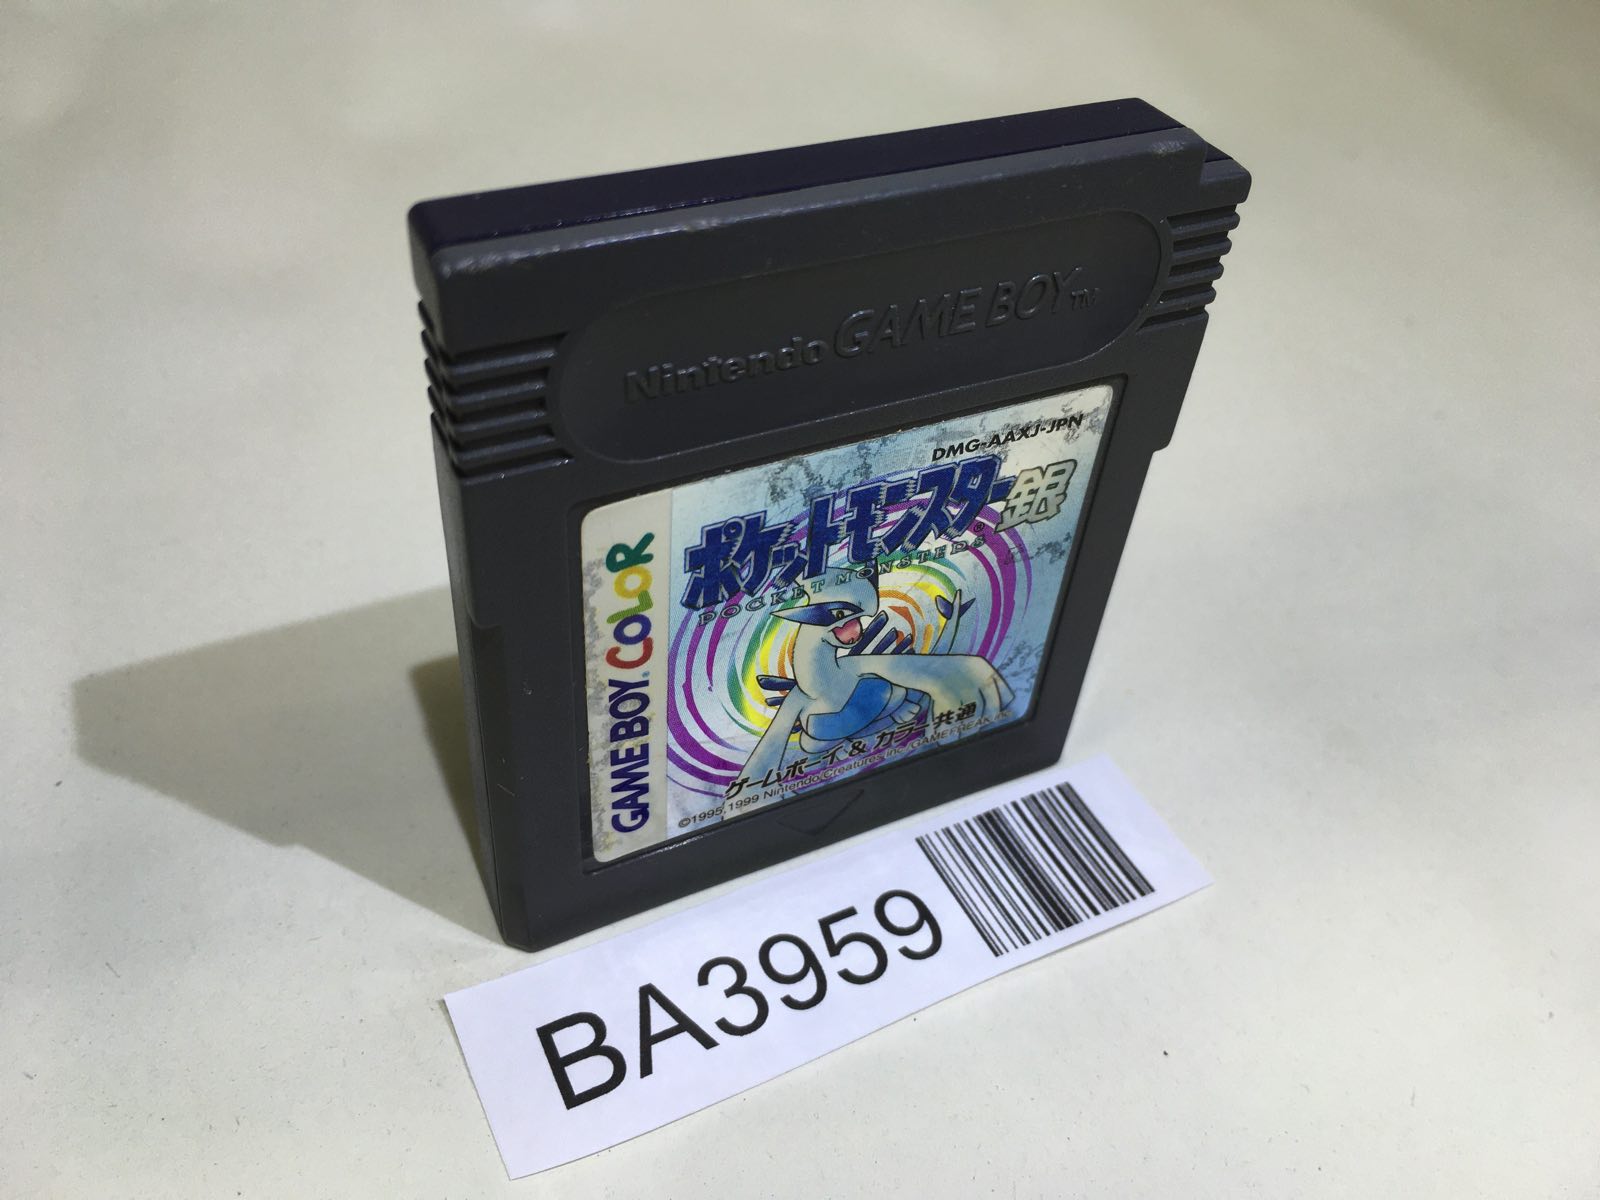 Nintendo GAME BOY™
DMG-AAXJ-JPN
ポケットモンスター銀
POCKET MONSTERS®
GAME BOY COLOR
ゲームボーイ&カラー共通
©1995,1999 Nintendo/Creatures inc./GAMEFREAK inc.
BA3959